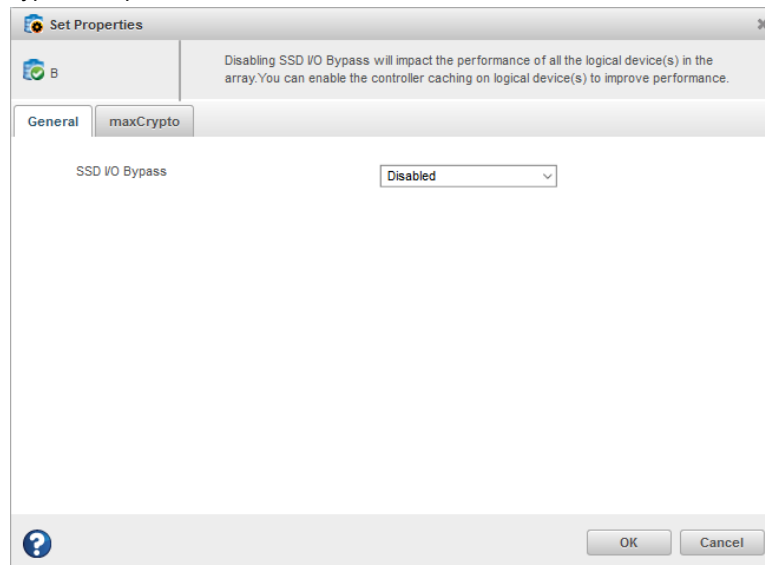 Set Properties
B
Disabling SSD I/O Bypass will impact the performance of all the logical device(s) in the
array.You can enable the controller caching on logical device(s) to improve performance.
General
maxCrypto
SSD I/O Bypass
Disabled
OK
Cancel